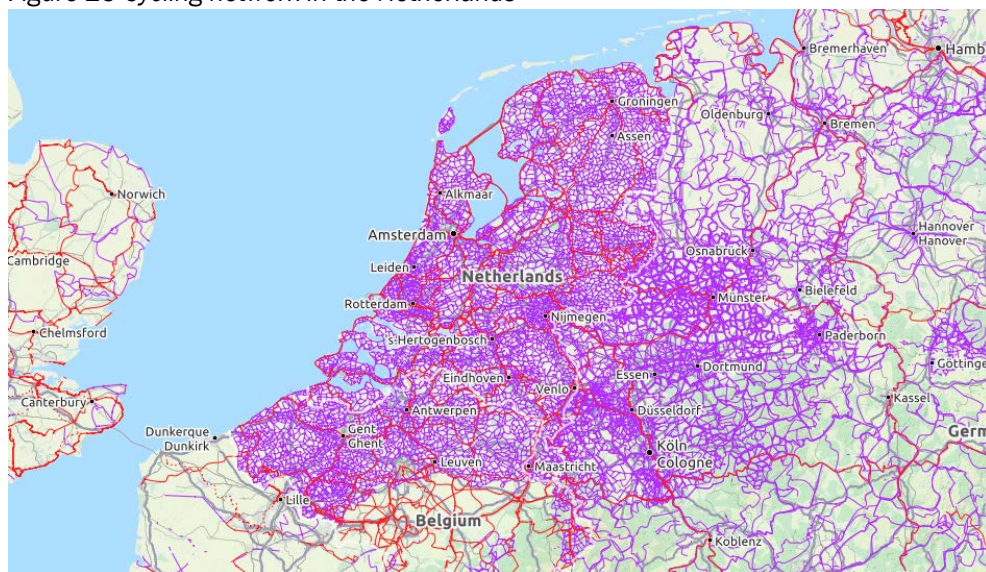 Figure 28 Cycling network in the Netherlands
Bremerhaven
Hamb
Groningen
Oldenburg
Bremen
Assen
Norwich
Alkmaar
Amsterdam
Hannover
Hannover
Osnabrück
Cambridge
Leiden
Netherlands
Bielefeld
Münster
Rotterdam
Nijmegen
Chelmsford
's-Hertogenbosch
Paderborn
Göttinge
Essen
Dortmund
Eindhoven
Venlo
Kassel
Canterbury
Antwerpen
Düsseldorf
Dunkerque
Dunkirk
Gent
Ghent
Germ
Köln
Cologne
Leuven
Maastricht
Lille
Belgium
Koblenz